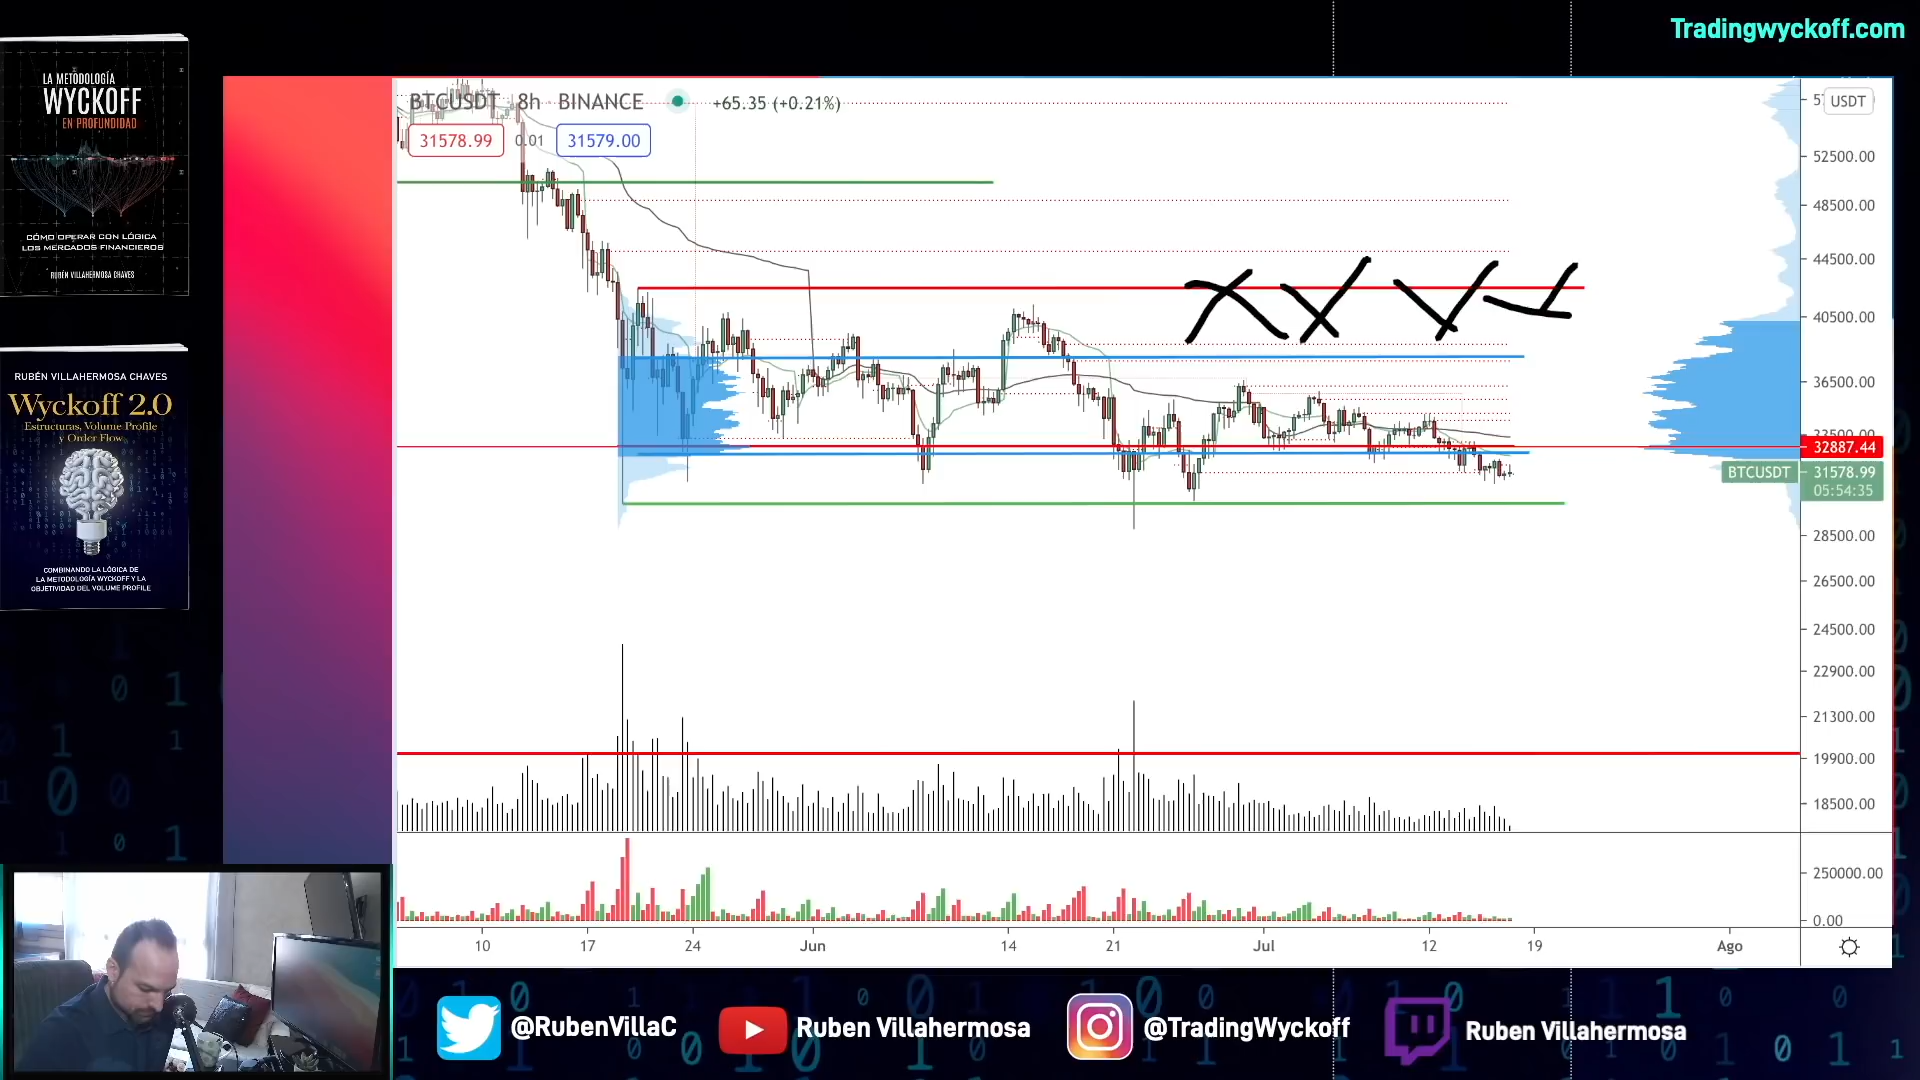 Tradingwyckoff.com
LA METODOLOGÍA
WYCKOFF
EN PROFUNDIDAD
CÓMO OPERAR CON LÓGICA
LOS MERCADOS FINANCIEROS
RUBÉN VILLAHERMOSA CHAVES
RUBÉN VILLAHERMOSA CHAVES
Wyckoff 2.0
Estructuras, Volume Profile
y Order Flow
COMBINANDO LA LÓGICA DE
LA METODOLOGÍA WYCKOFF Y LA
OBJETIVIDAD DEL VOLUME PROFILE
BTCUSDT 8h BINANCE +65.35 (+0.21%)
31578.99 0.01 31579.00
USDT
52500.00
48500.00
44500.00
40500.00
36500.00
32887.44
BTCUSDT 31578.99
05:54:35
28500.00
26500.00
24500.00
22900.00
21300.00
19900.00
18500.00
250000.00
0.00
10 17 24 Jun 14 21 Jul 12 19 Ago
@RubenVillaC Ruben Villahermosa @TradingWyckoff Ruben Villahermosa